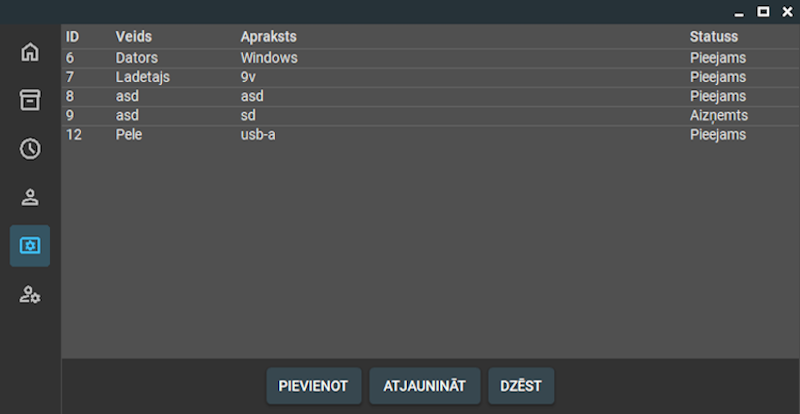 ID Veids Apraksts Statuss
6 Dators Windows Pieejams
7 Ladetajs 9v Pieejams
8 asd asd Pieejams
9 asd sd Aizņemts
12 Pele usb-a Pieejams
PIEVIENOT ATJAUNINĀT DZĒST